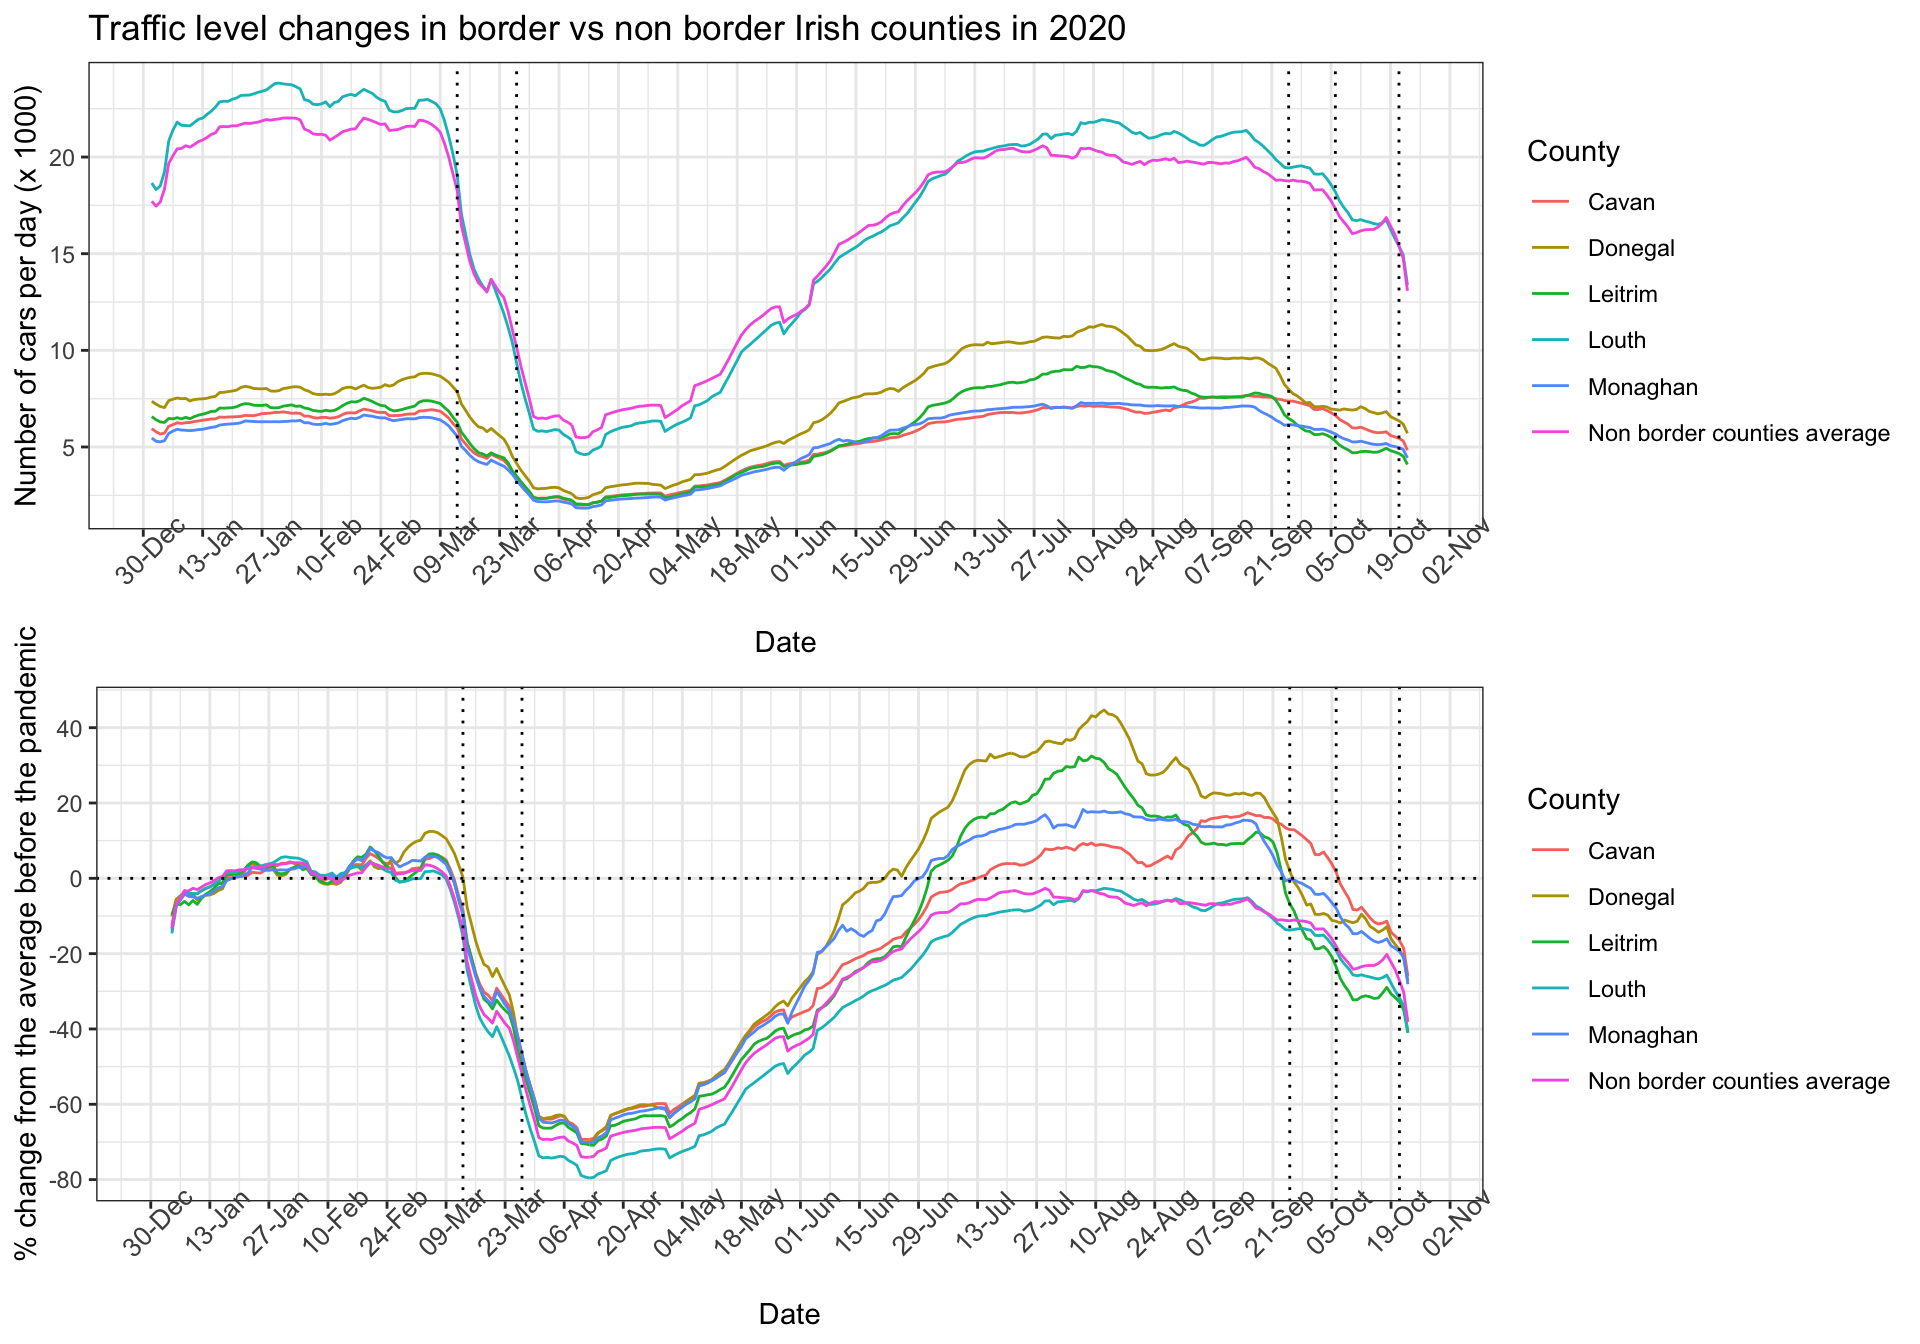 Traffic level changes in border vs non border Irish counties in 2020
Number of cars per day (x 1000)
20
15
10
5
30-Dec
13-Jan
27-Jan
10-Feb
24-Feb
09-Mar
23-Mar
06-Apr
20-Apr
04-May
18-May
01-Jun
15-Jun
29-Jun
13-Jul
27-Jul
10-Aug
24-Aug
07-Sep
21-Sep
05-Oct
19-Oct
02-Nov
Date
County
Cavan
Donegal
Leitrim
Louth
Monaghan
Non border counties average
% change from the average before the pandemic
40
20
0
-20
-40
-60
-80
30-Dec
13-Jan
27-Jan
10-Feb
24-Feb
09-Mar
23-Mar
06-Apr
20-Apr
04-May
18-May
01-Jun
15-Jun
29-Jun
13-Jul
27-Jul
10-Aug
24-Aug
07-Sep
21-Sep
05-Oct
19-Oct
02-Nov
Date
County
Cavan
Donegal
Leitrim
Louth
Monaghan
Non border counties average